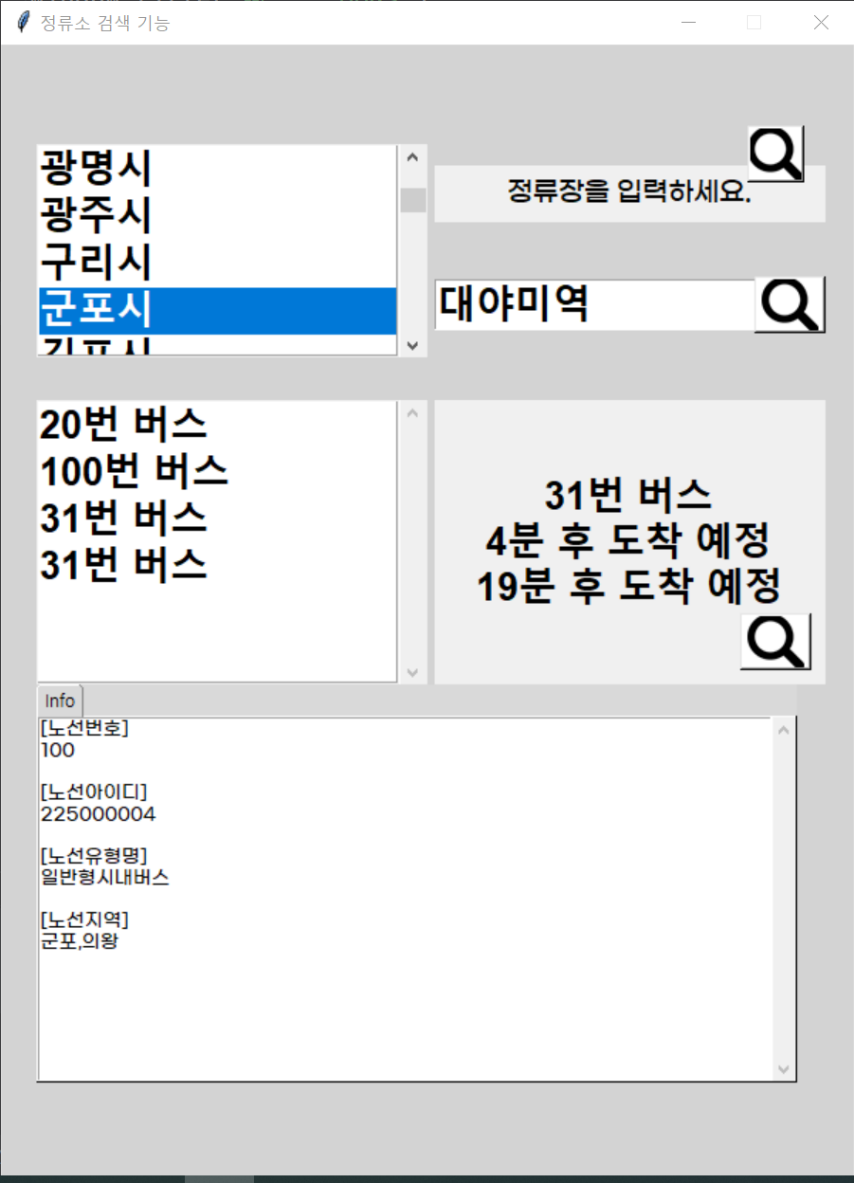 정류소 검색 기능
광명시
광주시
구리시
군포시
김포시
정류장을 입력하세요.
대야미역
20번 버스
100번 버스
31번 버스
31번 버스
31번 버스
4분 후 도착 예정
19분 후 도착 예정
Info
[노선번호]
100
[노선아이디]
225000004
[노선유형명]
일반형시내버스
[노선지역]
군포,의왕